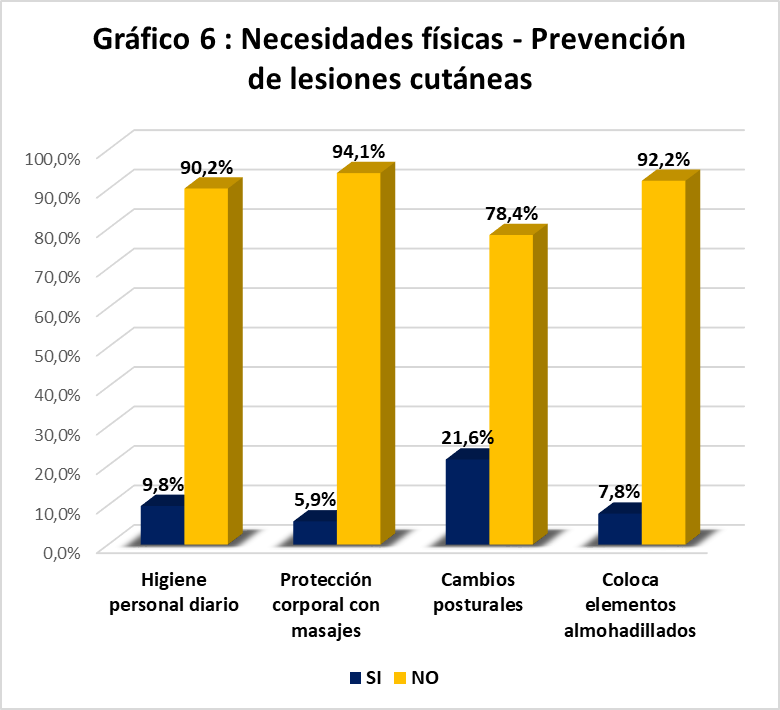 Gráfico 6 : Necesidades físicas - Prevención
de lesiones cutáneas
100,0%
90,0%
80,0%
70,0%
60,0%
50,0%
40,0%
30,0%
20,0%
10,0%
0,0%
9,8%
90,2%
5,9%
94,1%
21,6%
78,4%
7,8%
92,2%
Higiene
personal diario
Protección
corporal con
masajes
Cambios
posturales
Coloca
elementos
almohadillados
SI
NO